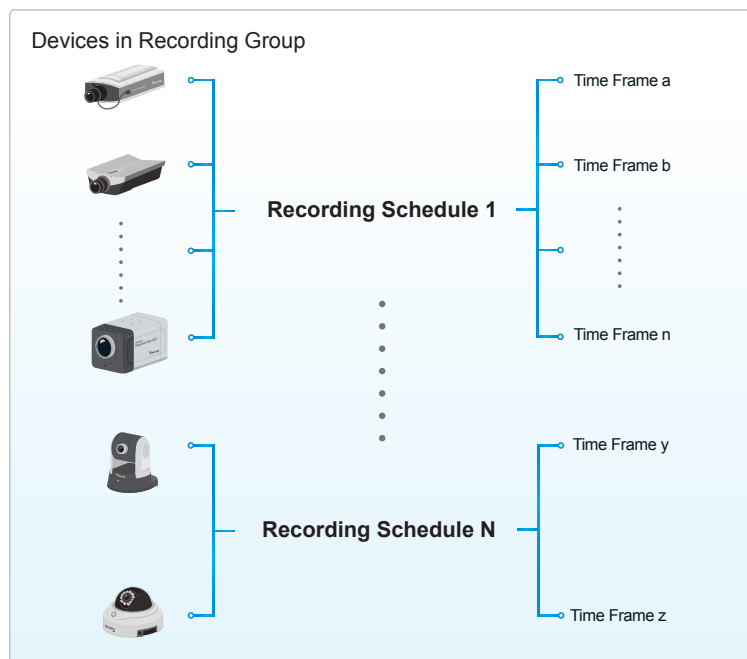 Devices in Recording Group
Time Frame a
Time Frame b
Recording Schedule 1
Time Frame n
Time Frame y
Recording Schedule N
Time Frame z